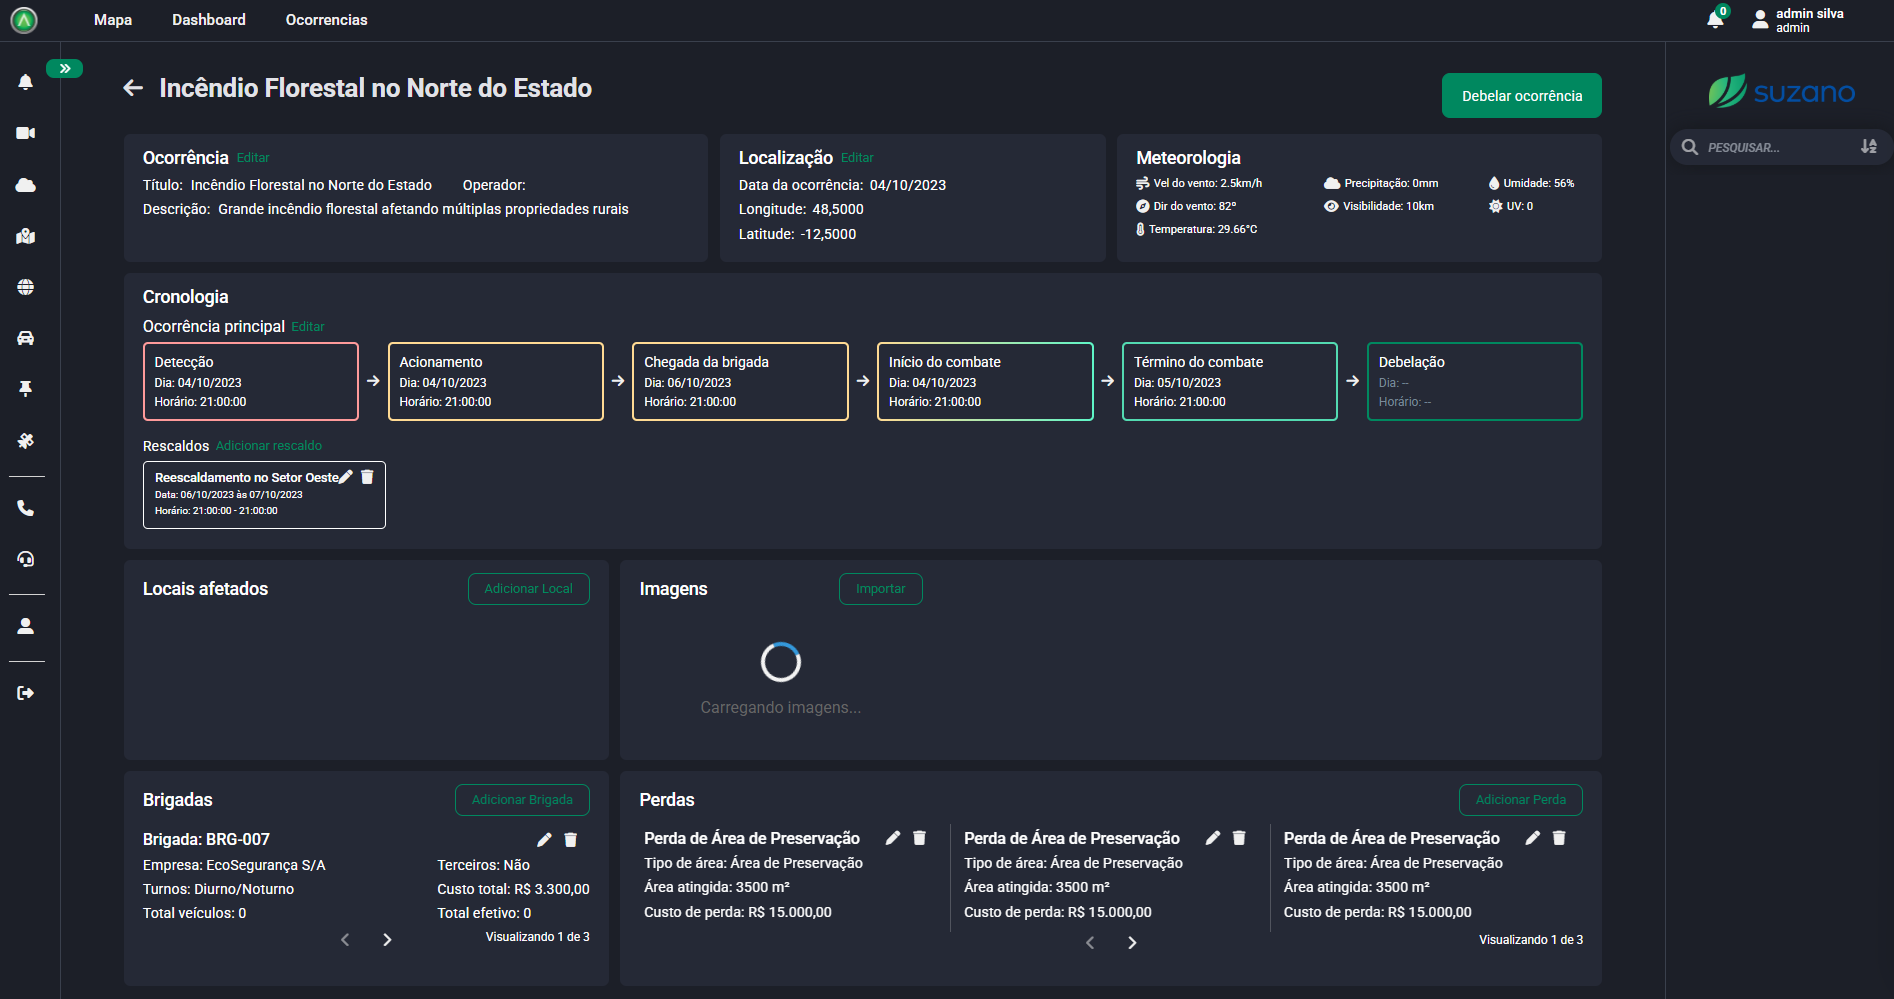 Mapa Dashboard Ocorrencias
0
admin silva
admin
Incêndio Florestal no Norte do Estado
Debelar ocorrência
suzano
PESQUISAR...
Ocorrência Editar
Título: Incêndio Florestal no Norte do Estado Operador:
Descrição: Grande incêndio florestal afetando múltiplas propriedades rurais
Localização Editar
Data da ocorrência: 04/10/2023
Longitude: 48,5000
Latitude: -12,5000
Meteorologia
Vel do vento: 2.5km/h Precipitação: 0mm Umidade: 56%
Dir do vento: 82º Visibilidade: 10km UV: 0
Temperatura: 29.66°C
Cronologia
Ocorrência principal Editar
Detecção
Dia: 04/10/2023
Horário: 21:00:00
Acionamento
Dia: 04/10/2023
Horário: 21:00:00
Chegada da brigada
Dia: 06/10/2023
Horário: 21:00:00
Início do combate
Dia: 04/10/2023
Horário: 21:00:00
Término do combate
Dia: 05/10/2023
Horário: 21:00:00
Debelação
Dia: --
Horário: --
Rescaldos Adicionar rescaldo
Reescaldamento no Setor Oeste
Data: 06/10/2023 às 07/10/2023
Horário: 21:00:00 - 21:00:00
Locais afetados Adicionar Local
Imagens Importar
Carregando imagens...
Brigadas Adicionar Brigada
Brigada: BRG-007
Empresa: EcoSegurança S/A Terceiros: Não
Turnos: Diurno/Noturno Custo total: R$ 3.300,00
Total veículos: 0 Total efetivo: 0
Visualizando 1 de 3
Perdas Adicionar Perda
Perda de Área de Preservação
Tipo de área: Área de Preservação
Área atingida: 3500 m²
Custo de perda: R$ 15.000,00
Perda de Área de Preservação
Tipo de área: Área de Preservação
Área atingida: 3500 m²
Custo de perda: R$ 15.000,00
Perda de Área de Preservação
Tipo de área: Área de Preservação
Área atingida: 3500 m²
Custo de perda: R$ 15.000,00
Visualizando 1 de 3